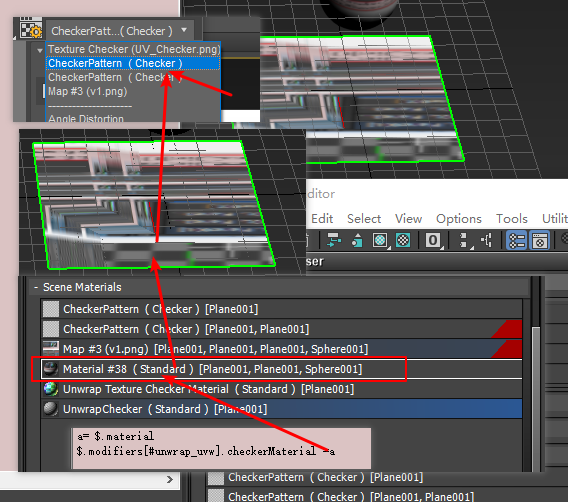 CheckerPatt...( Checker )
Texture Checker (UV_Checker.png)
CheckerPattern ( Checker )
CheckerPattern ( Checker )
Map #3 (v1.png)
--------------------
Angle Distortion
ditor
Edit Select View Options Tools Utilit
0
ser
- Scene Materials
CheckerPattern ( Checker ) [Plane001]
CheckerPattern ( Checker ) [Plane001, Plane001]
Map #3 (v1.png) [Plane001, Plane001, Plane001, Sphere001]
Material #38 ( Standard ) [Plane001, Plane001, Sphere001]
Unwrap Texture Checker Material ( Standard ) [Plane001]
UnwrapChecker ( Standard ) [Plane001]
a= $.material
$.modifiers[#unwrap_uvw].checkerMaterial =a
CheckerPattern ( Checker ) [Plane001]
CheckerPattern ( Checker ) [Plane001, Plane001]